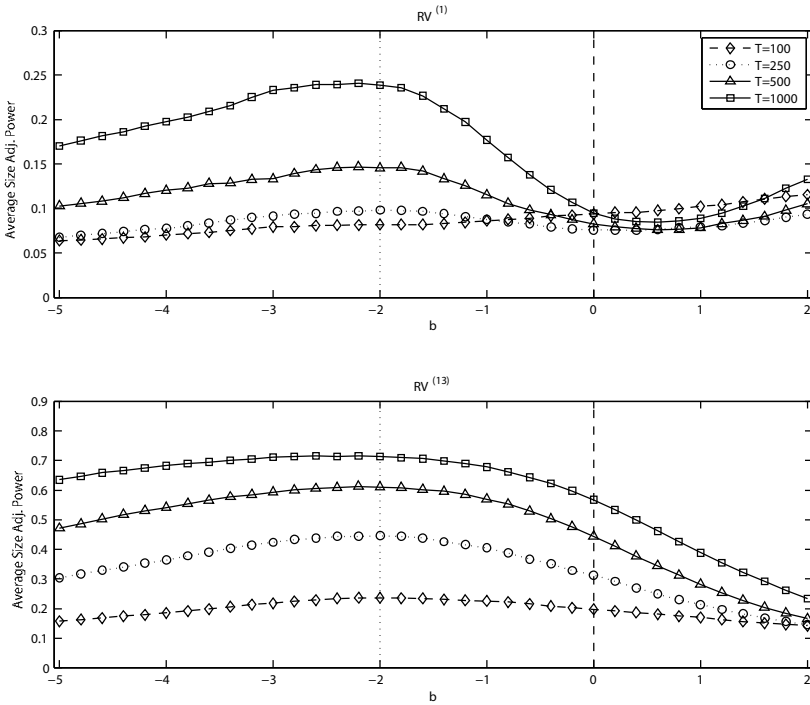 RV (1)
0.3
0.25
0.2
0.15
0.1
0.05
0
Average Size Adj. Power
T=100
T=250
T=500
T=1000
−5 −4 −3 −2 −1 0 1 2
b
RV (13)
0.9
0.8
0.7
0.6
0.5
0.4
0.3
0.2
0.1
0
Average Size Adj. Power
−5 −4 −3 −2 −1 0 1 2
b